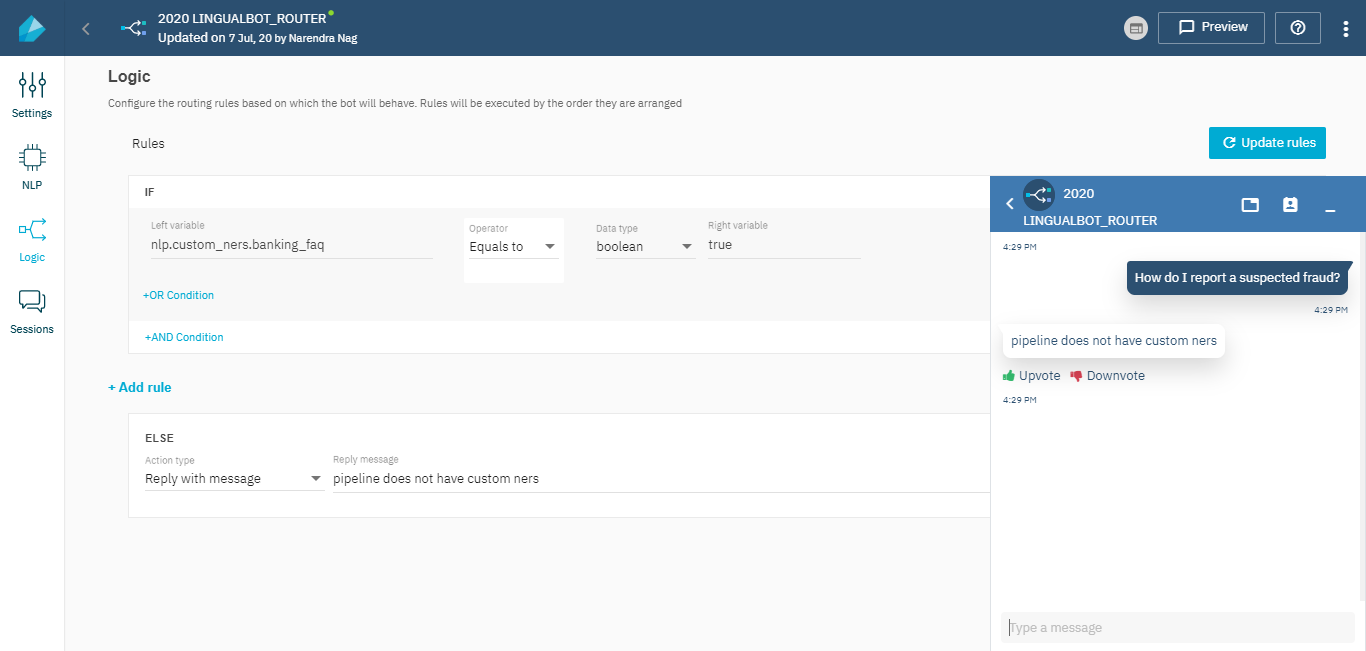 2020 LINGUALBOT_ROUTER
Updated on 7 Jul, 20 by Narendra Nag
Preview
Settings
NLP
Logic
Sessions
Logic
Configure the routing rules based on which the bot will behave. Rules will be executed by the order they are arranged
Rules
Update rules
IF
Left variable
nlp.custom_ners.banking_faq
Operator
Equals to
Data type
boolean
Right variable
true
+OR Condition
+AND Condition
+ Add rule
ELSE
Action type
Reply with message
Reply message
pipeline does not have custom ners
2020
LINGUALBOT_ROUTER
4:29 PM
How do I report a suspected fraud?
4:29 PM
pipeline does not have custom ners
Upvote Downvote
4:29 PM
Type a message